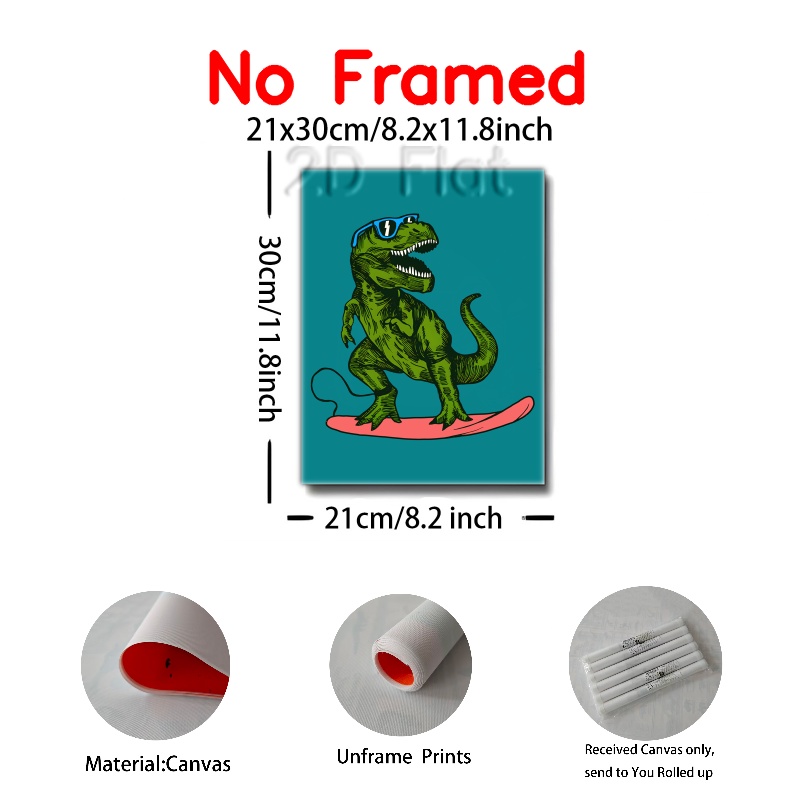 No Framed
21x30cm/8.2x11.8inch
2.D Flat
30cm/11.8inch
21cm/8.2 inch
Material:Canvas
Unframe Prints
Received Canvas only,
send to You Rolled up